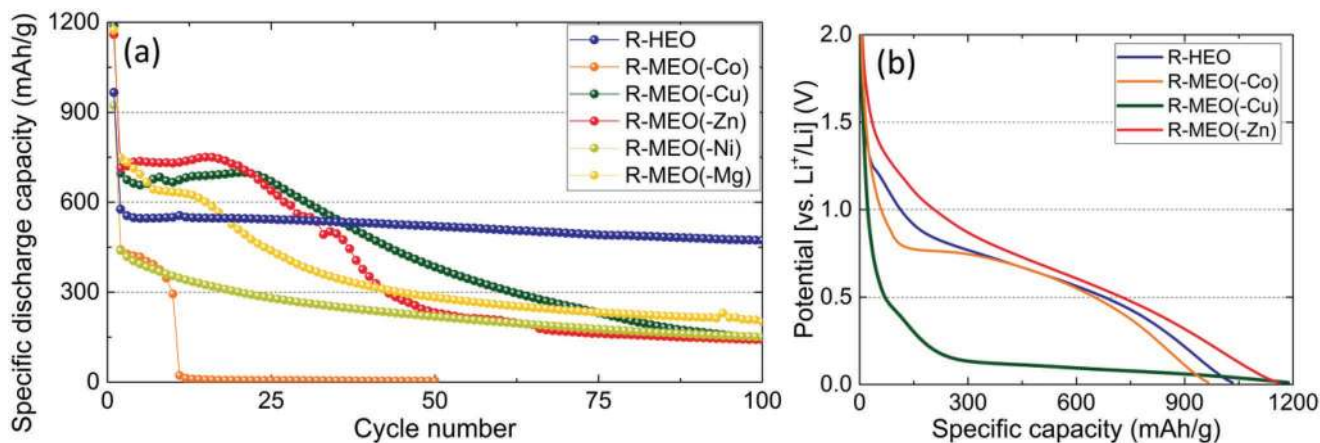 (a)
1200
900
600
300
0
Specific discharge capacity (mAh/g)
R-HEO
R-MEO(-Co)
R-MEO(-Cu)
R-MEO(-Zn)
R-MEO(-Ni)
R-MEO(-Mg)
0 25 50 75 100
Cycle number
(b)
2.0
1.5
1.0
0.5
0.0
Potential [vs. Li⁺/Li] (V)
R-HEO
R-MEO(-Co)
R-MEO(-Cu)
R-MEO(-Zn)
0 300 600 900 1200
Specific capacity (mAh/g)